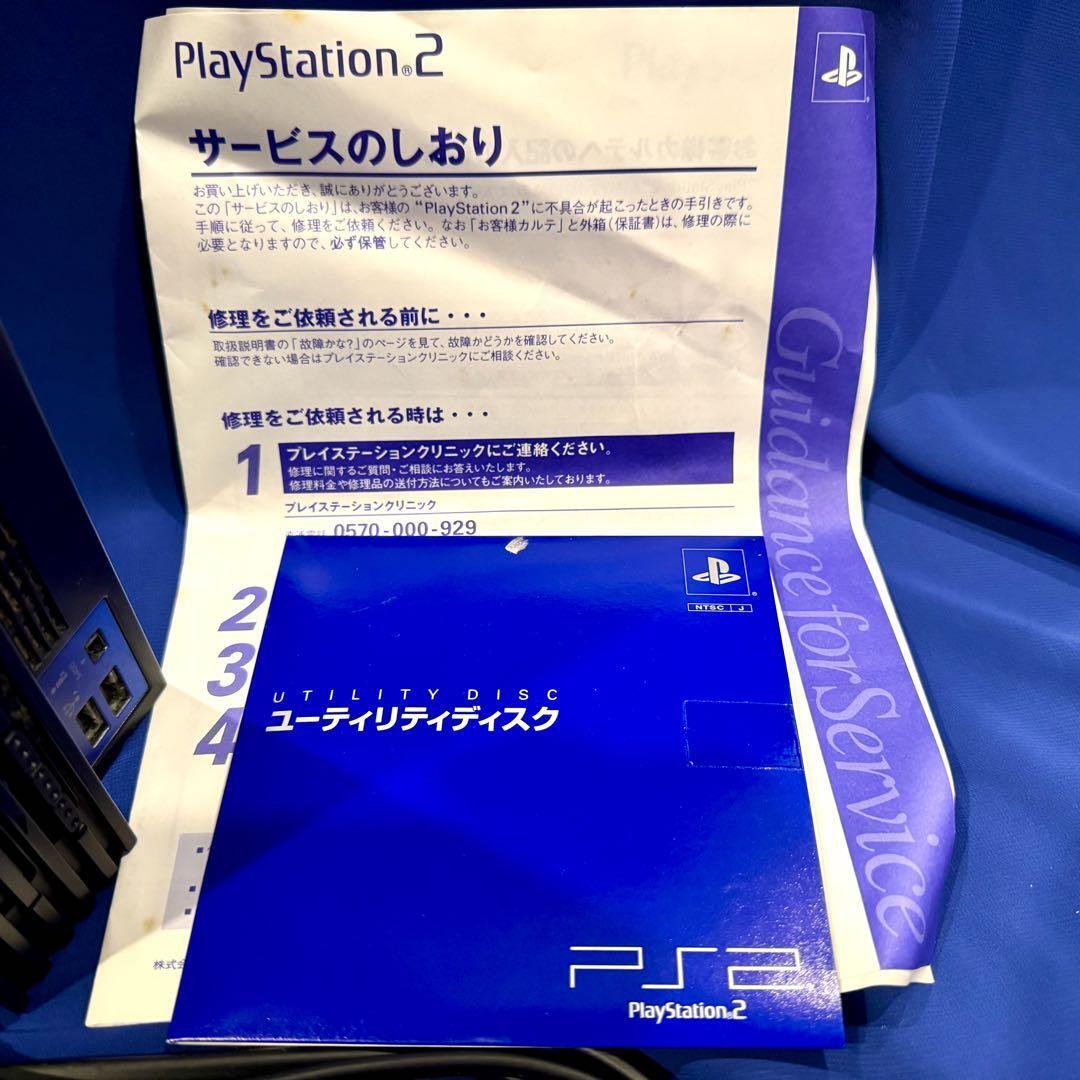 PlayStation®2
サービスのしおり
お買い上げいただき、誠にありがとうございます。
この「サービスのしおり」は、お客様の“PlayStation 2”に不具合が起こったときの手引きです。
手順に従って、修理をご依頼ください。なお「お客様カルテ」と外箱(保証書)は、修理の際に
必要となりますので、必ず保管してください。
修理をご依頼される前に・・・
取扱説明書の「故障かな?」のページを見て、故障かどうかを確認してください。
確認できない場合はプレイステーションクリニックにご相談ください。
修理をご依頼される時は・・・
1
プレイステーションクリニックにご連絡ください。
修理に関するご質問・ご相談にお答えいたします。
修理料金や修理品の送付方法についてもご案内いたしております。
プレイステーションクリニック
0570-000-929
2
3
4
株式会
Guidance for Service
NTSC J
UTILITY DISC
ユーティリティディスク
PS2
PlayStation®2